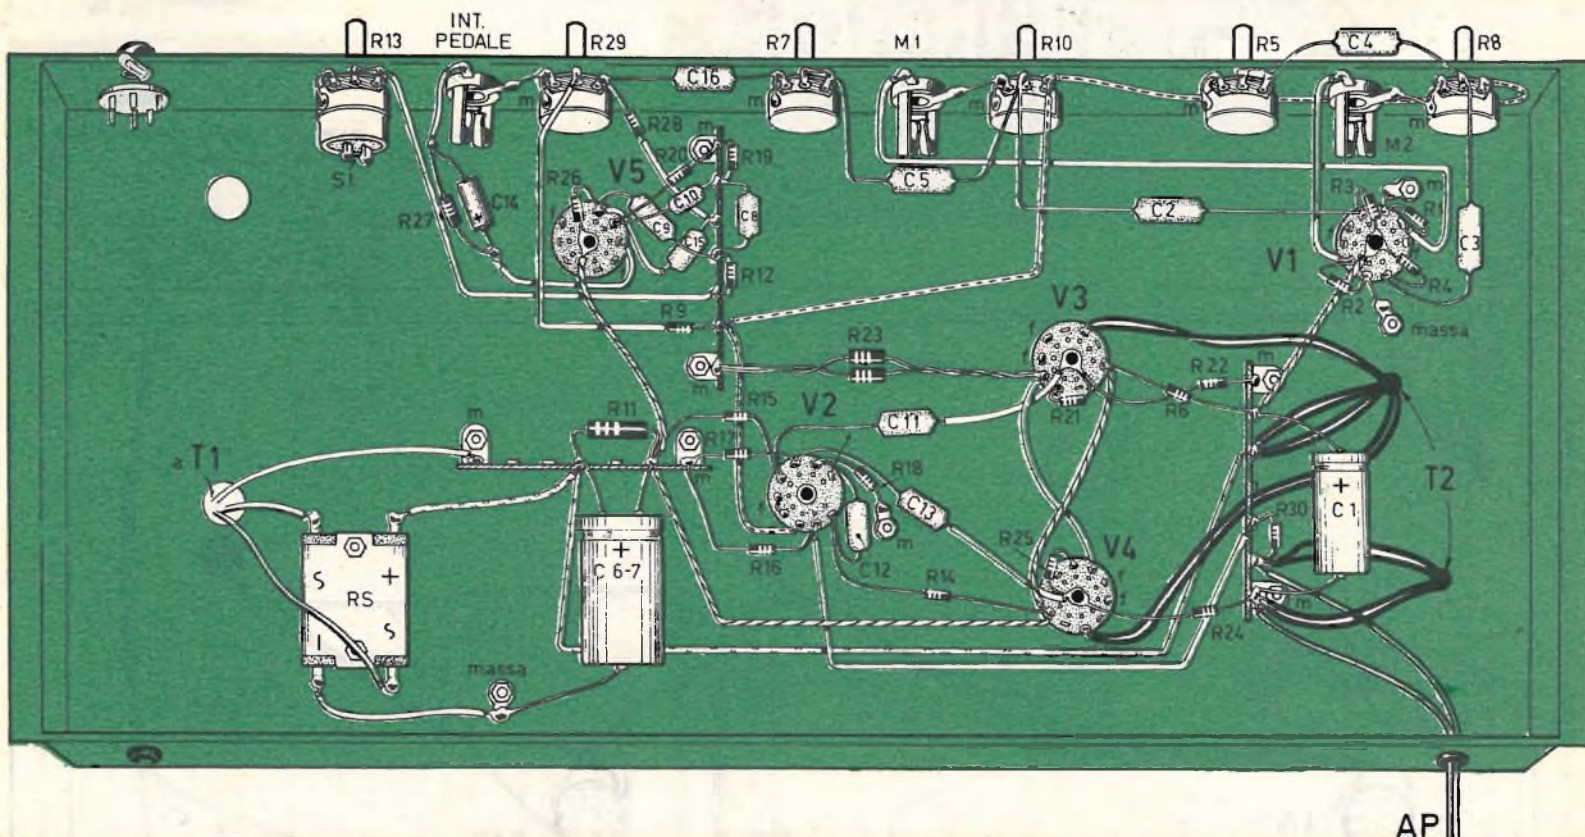 R13
INT.
PEDALE
R29
R7
M1
R10
R5
C4
R8
C16
m
m
m
m
m
S1
R28
m
R20
R19
V5
R26
C10
C14
R27
C9
C8
C15
R12
f
R9
m
C5
C2
M2
R3
m
R1
C3
V1
R4
R2
massa
V3
f
f
R23
R21
R22
m
R6
m
R11
R15
V2
C11
R17
m
a T1
R18
C13
m
f
C12
R16
R14
T2
+
C1
R30
R25
V4
f
f
m
R24
S
+
RS
S
+
C 6-7
massa
AP